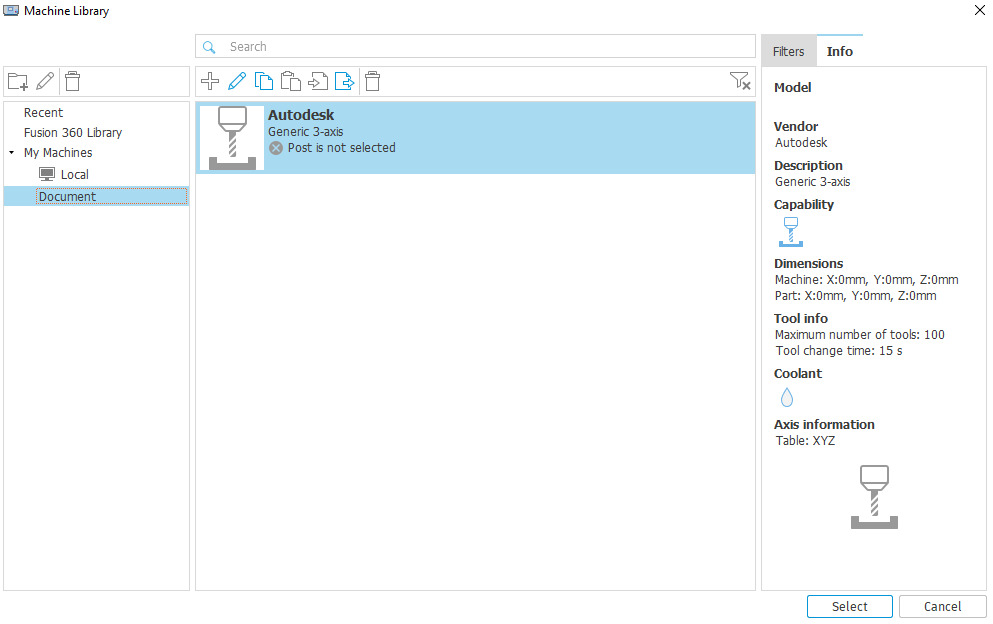 Machine Library
Search
Filters
Info
Recent
Fusion 360 Library
My Machines
Local
Document
Autodesk
Generic 3-axis
Post is not selected
Model
Vendor
Autodesk
Description
Generic 3-axis
Capability
Dimensions
Machine: X:0mm, Y:0mm, Z:0mm
Part: X:0mm, Y:0mm, Z:0mm
Tool info
Maximum number of tools: 100
Tool change time: 15 s
Coolant
Axis information
Table: XYZ
Select
Cancel